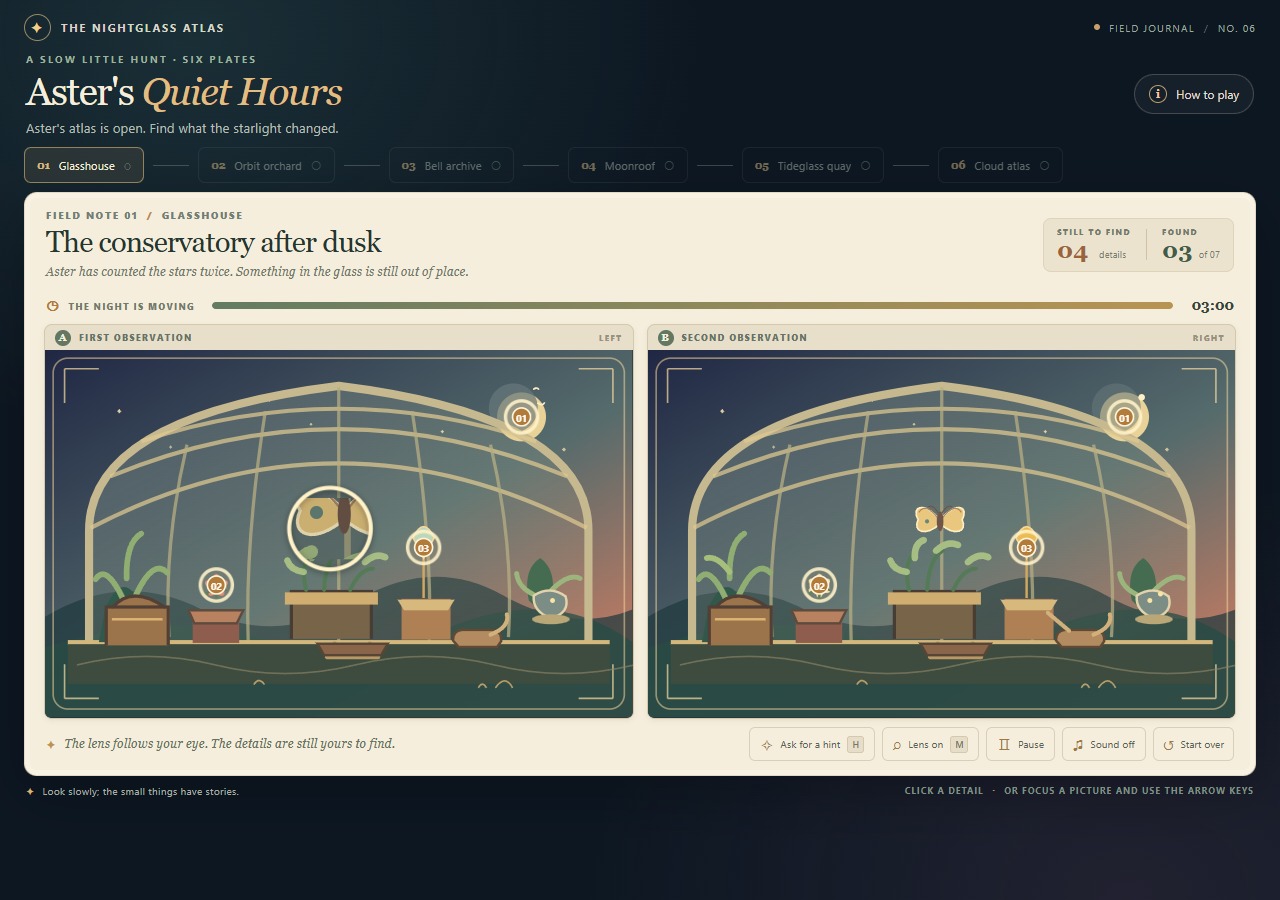 THE NIGHTGLASS ATLAS
FIELD JOURNAL / NO. 06
A SLOW LITTLE HUNT · SIX PLATES
Aster's Quiet Hours
How to play
Aster's atlas is open. Find what the starlight changed.
01 Glasshouse
02 Orbit orchard
03 Bell archive
04 Moonroof
05 Tideglass quay
06 Cloud atlas
FIELD NOTE 01 / GLASSHOUSE
The conservatory after dusk
Aster has counted the stars twice. Something in the glass is still out of place.
STILL TO FIND
04 details
FOUND
03 of 07
THE NIGHT IS MOVING
03:00
A FIRST OBSERVATION LEFT
B SECOND OBSERVATION RIGHT
01
02
03
01
02
03
The lens follows your eye. The details are still yours to find.
Ask for a hint H
Lens on M
Pause
Sound off
Start over
Look slowly; the small things have stories.
CLICK A DETAIL · OR FOCUS A PICTURE AND USE THE ARROW KEYS